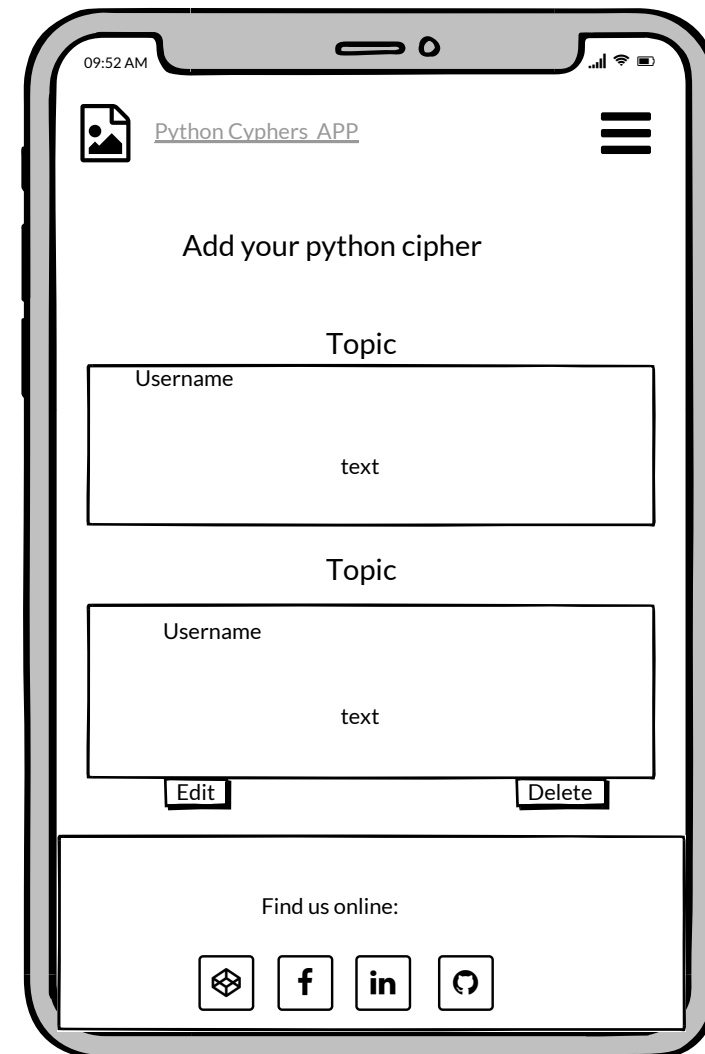 09:52 AM
Python Cyphers APP
Add your python cipher
Topic
Username
text
Topic
Username
text
Edit Delete
Find us online:
f in